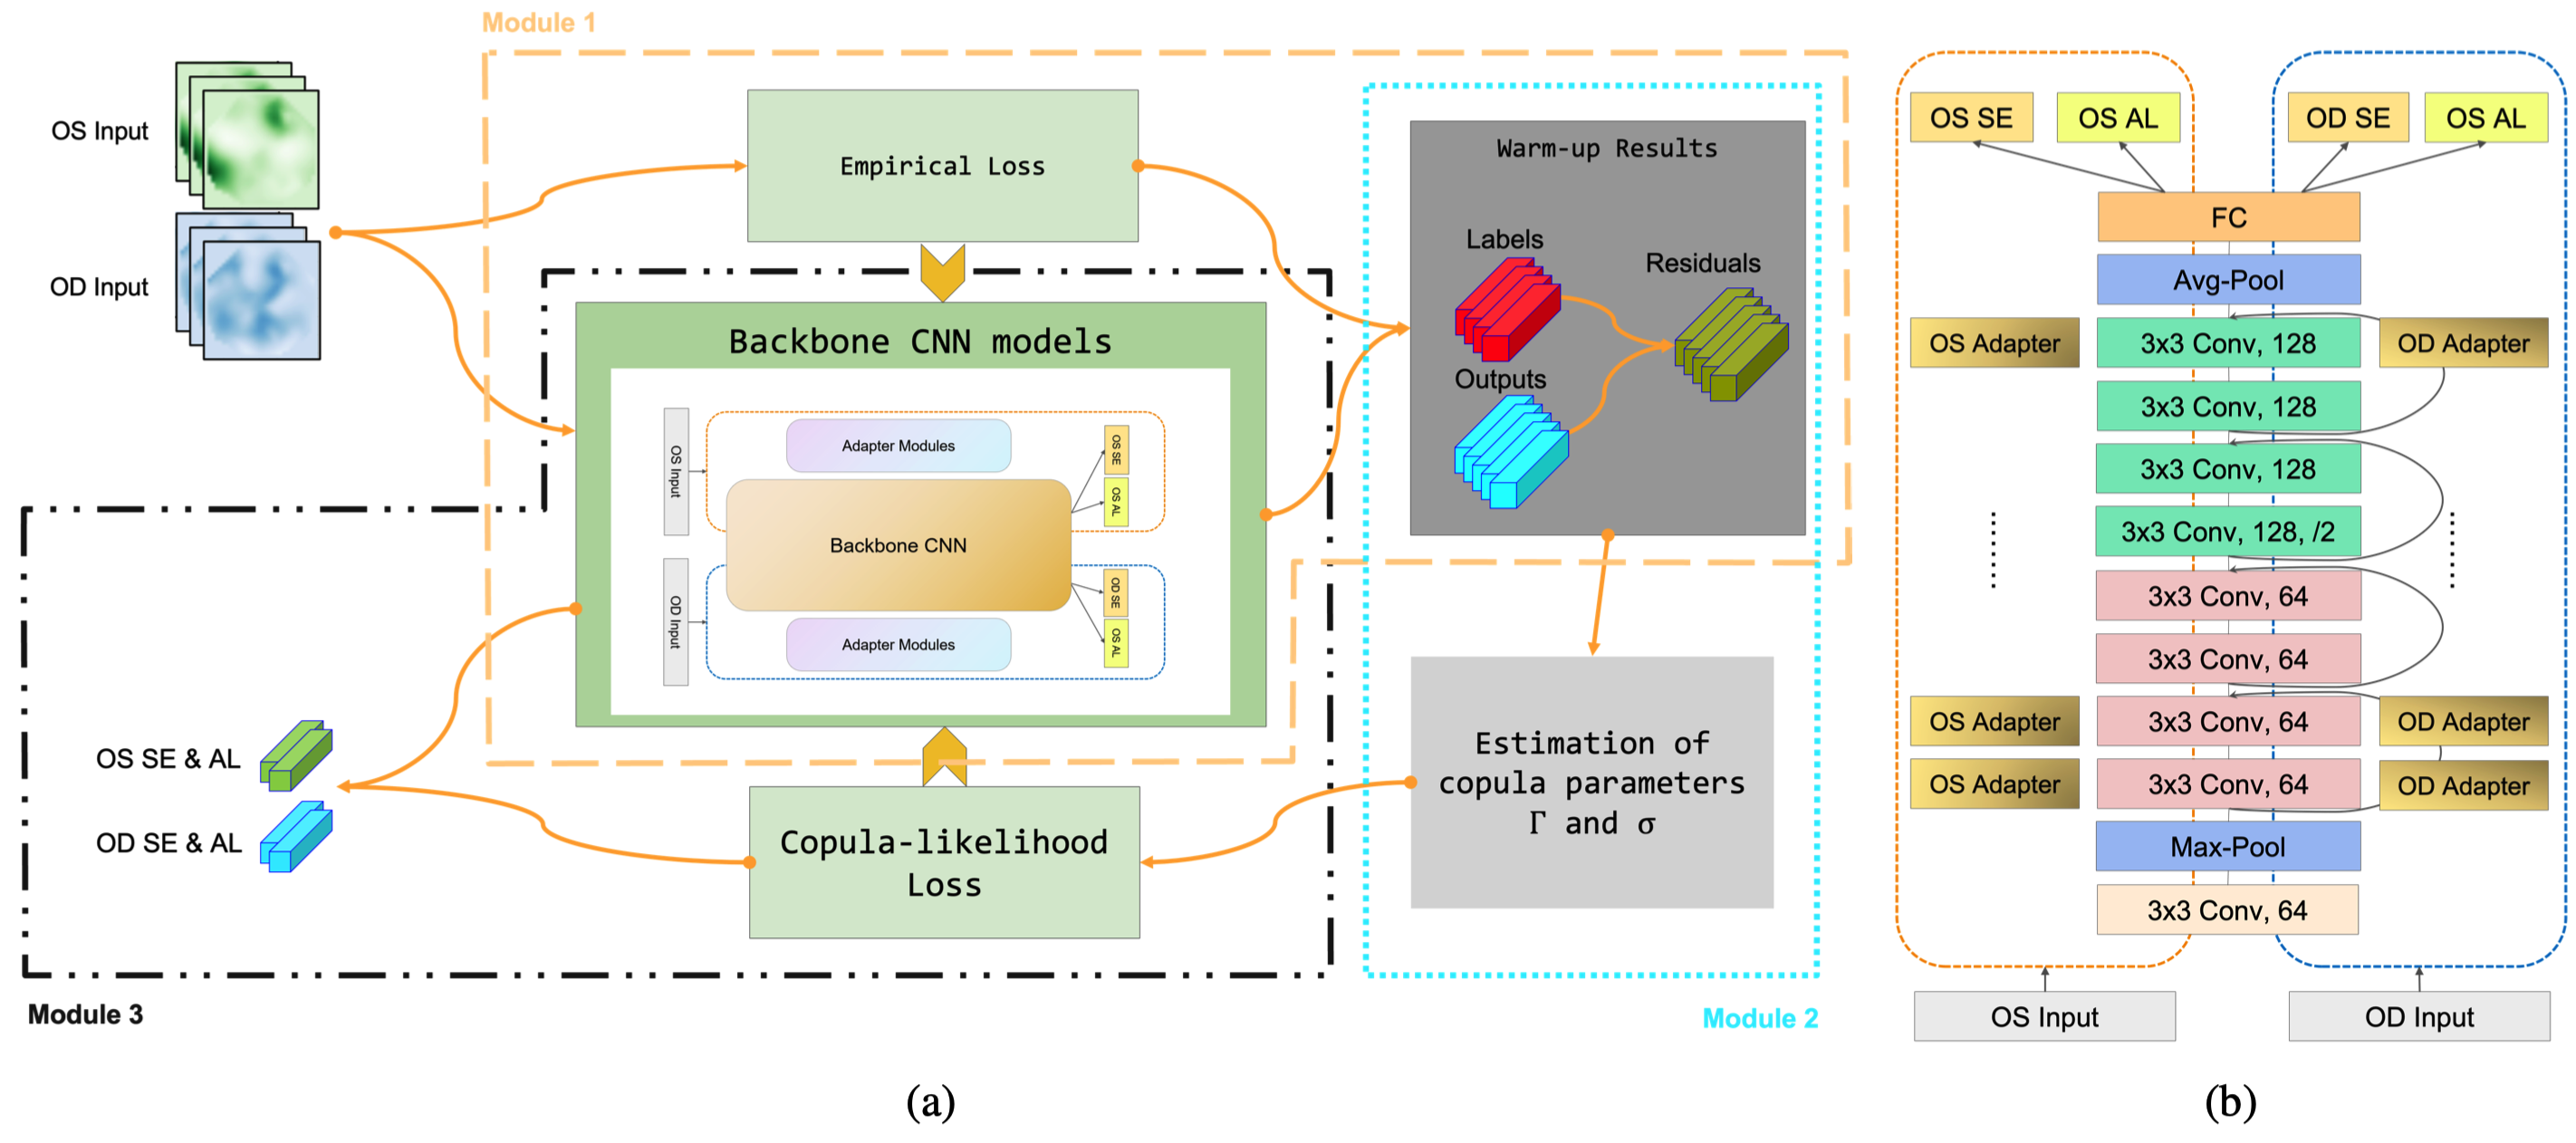 Module 1
OS Input
OD Input
Empirical Loss
Backbone CNN models
OS Input
OD Input
Adapter Modules
Backbone CNN
Adapter Modules
OS SE
OS AL
OD SE
OS AL
Warm-up Results
Labels
Residuals
Outputs
Estimation of
copula parameters
Γ and σ
Copula-likelihood
Loss
OS SE & AL
OD SE & AL
Module 3
Module 2
(a)
OS SE
OS AL
OD SE
OS AL
FC
Avg-Pool
OS Adapter
3x3 Conv, 128
OD Adapter
3x3 Conv, 128
3x3 Conv, 128
3x3 Conv, 128, /2
3x3 Conv, 64
3x3 Conv, 64
OS Adapter
3x3 Conv, 64
OD Adapter
OS Adapter
3x3 Conv, 64
OD Adapter
Max-Pool
3x3 Conv, 64
OS Input
OD Input
(b)